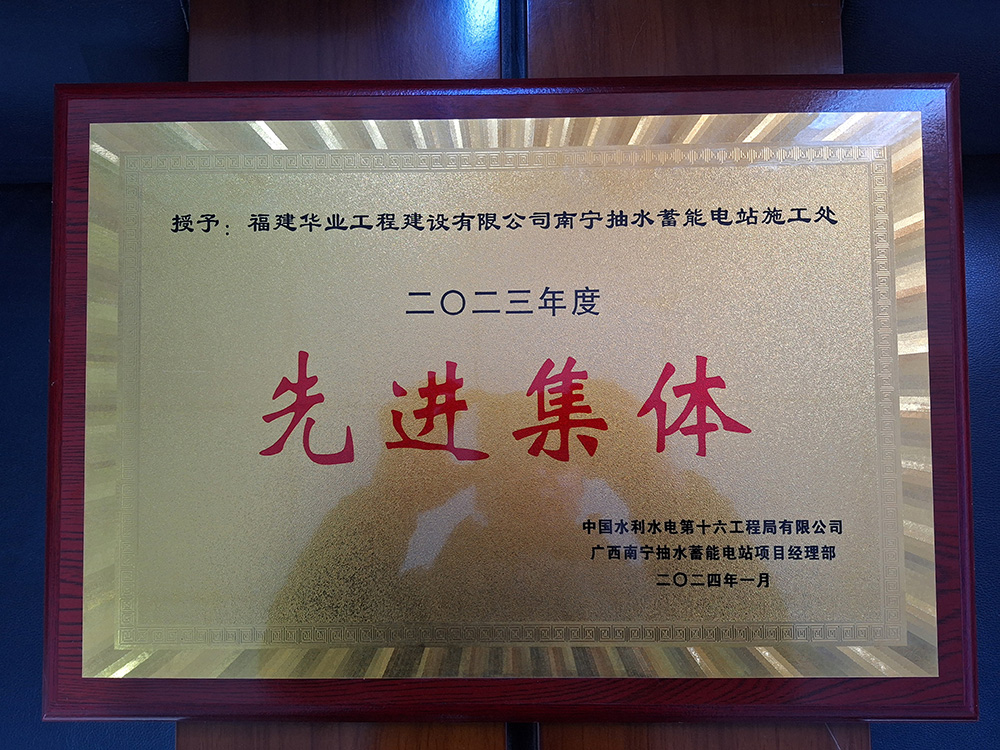 授予：福建华业工程建设有限公司南宁抽水蓄能电站施工处
二〇二三年度
先进集体
中国水利水电第十六工程局有限公司
广西南宁抽水蓄能电站项目经理部
二〇二四年一月